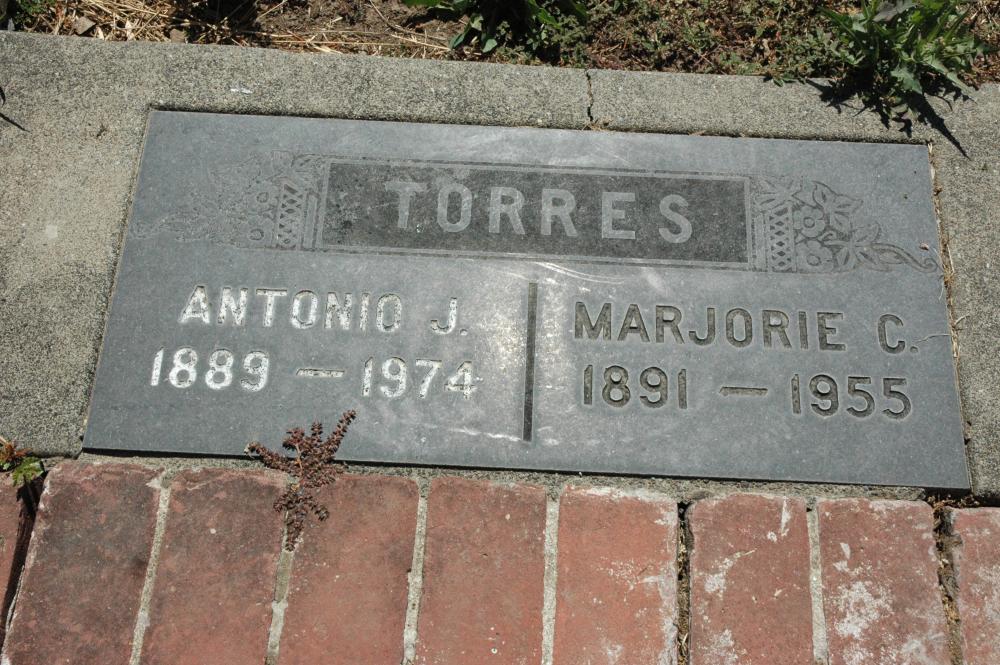 TORRES
ANTONIO J.
1889 — 1974
MARJORIE C.
1891 — 1955